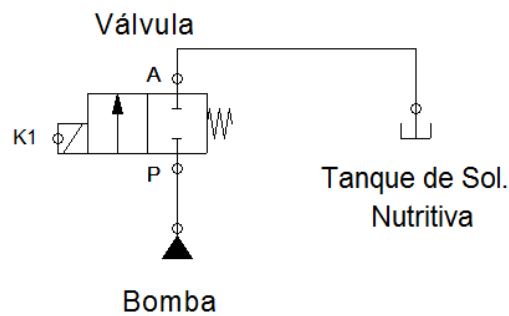 Válvula
A
K1
P
Tanque de Sol.
Nutritiva
Bomba